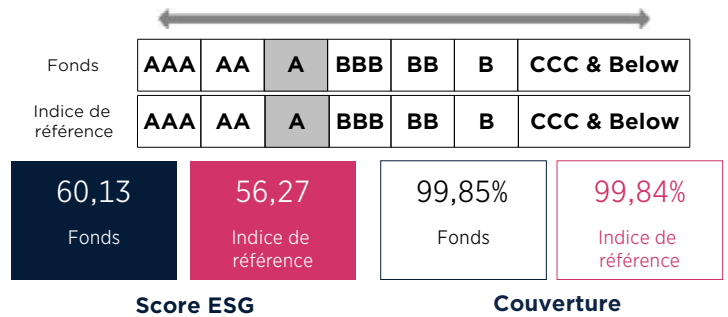 Fonds AAA AA A BBB BB B CCC & Below
Indice de
référence AAA AA A BBB BB B CCC & Below
60,13 56,27 99,85% 99,84%
Fonds Indice de Fonds Indice de
référence référence
Score ESG Couverture